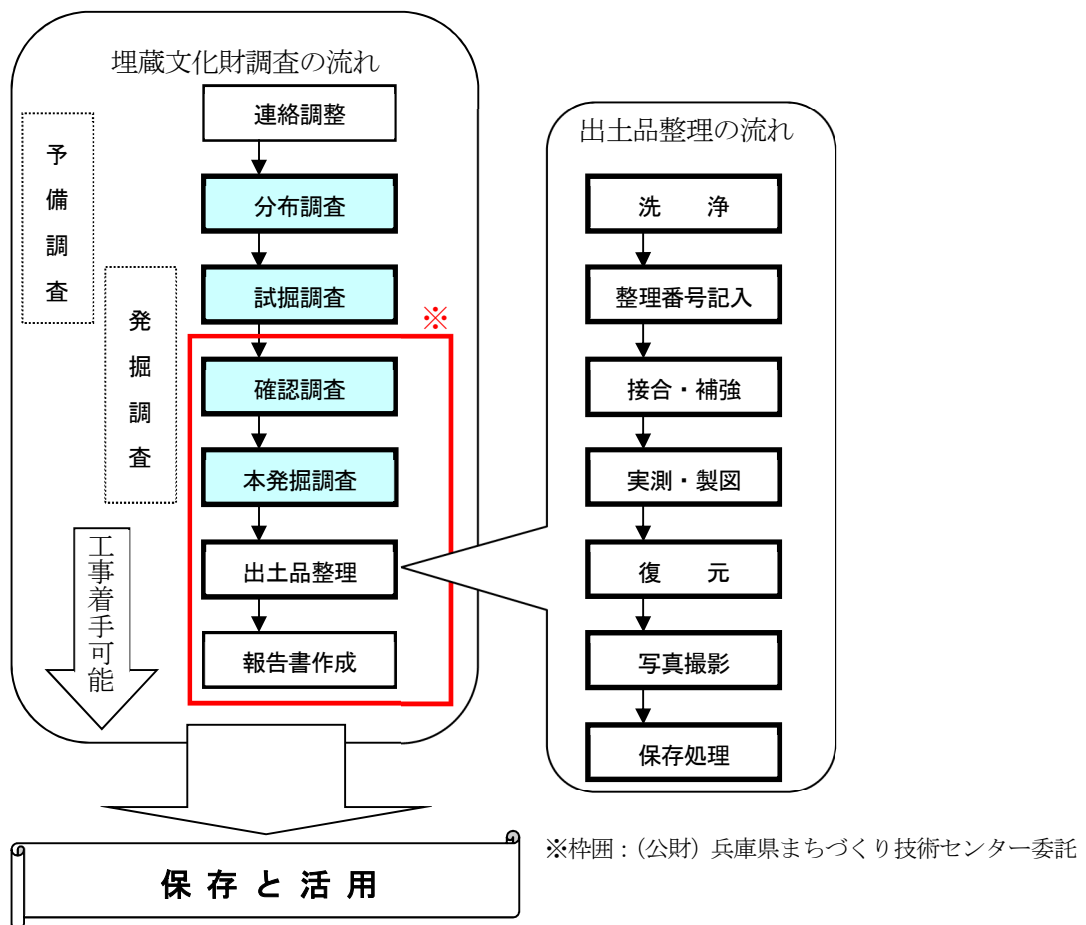 埋蔵文化財調査の流れ
連絡調整
予備調査
分布調査
試掘調査
発掘調査
※
確認調査
本発掘調査
出土品整理
報告書作成
工事着手可能
出土品整理の流れ
洗　　浄
整理番号記入
接合・補強
実測・製図
復　　元
写真撮影
保存処理
保 存 と 活 用
※枠囲：（公財）兵庫県まちづくり技術センター委託